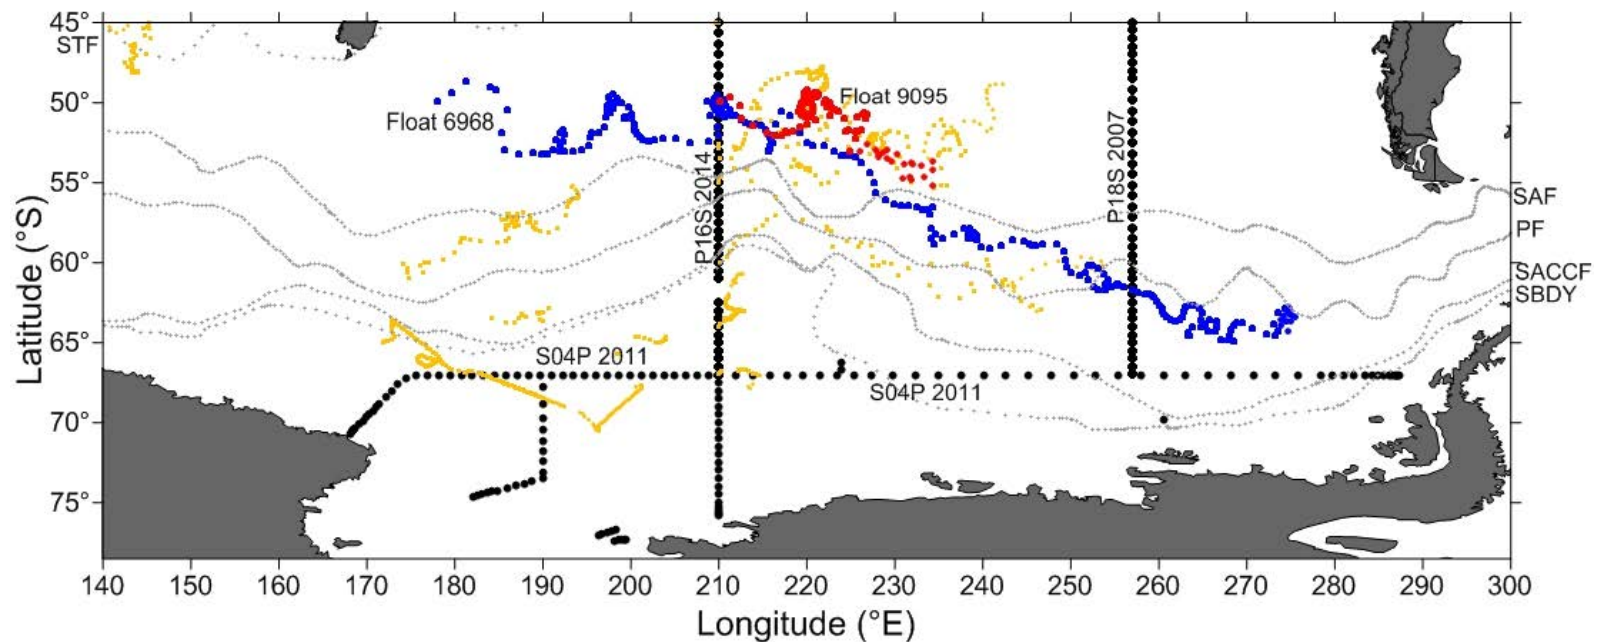 45°
STF
50°
55°
60°
65°
70°
75°
Latitude (°S)
Float 6968
Float 9095
P16S 2014
P18S 2007
S04P 2011
S04P 2011
SAF
PF
SACCF
SBDY
140 150 160 170 180 190 200 210 220 230 240 250 260 270 280 290 300
Longitude (°E)